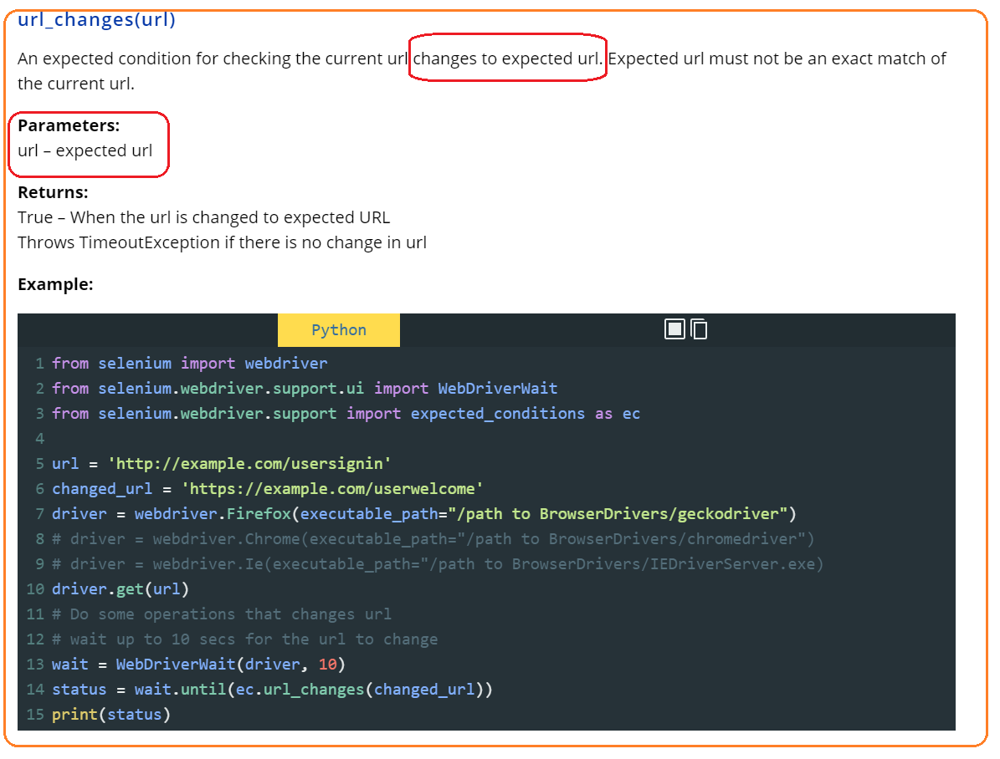 url_changes(url)
An expected condition for checking the current url changes to expected url. Expected url must not be an exact match of
the current url.
Parameters:
url – expected url
Returns:
True – When the url is changed to expected URL
Throws TimeoutException if there is no change in url
Example:
Python
1 from selenium import webdriver
2 from selenium.webdriver.support.ui import WebDriverWait
3 from selenium.webdriver.support import expected_conditions as ec
4
5 url = 'http://example.com/usersignin'
6 changed_url = 'https://example.com/userwelcome'
7 driver = webdriver.Firefox(executable_path="/path to BrowserDrivers/geckodriver")
8 # driver = webdriver.Chrome(executable_path="/path to BrowserDrivers/chromedriver")
9 # driver = webdriver.Ie(executable_path="/path to BrowserDrivers/IEDriverServer.exe)
10 driver.get(url)
11 # Do some operations that changes url
12 # wait up to 10 secs for the url to change
13 wait = WebDriverWait(driver, 10)
14 status = wait.until(ec.url_changes(changed_url))
15 print(status)